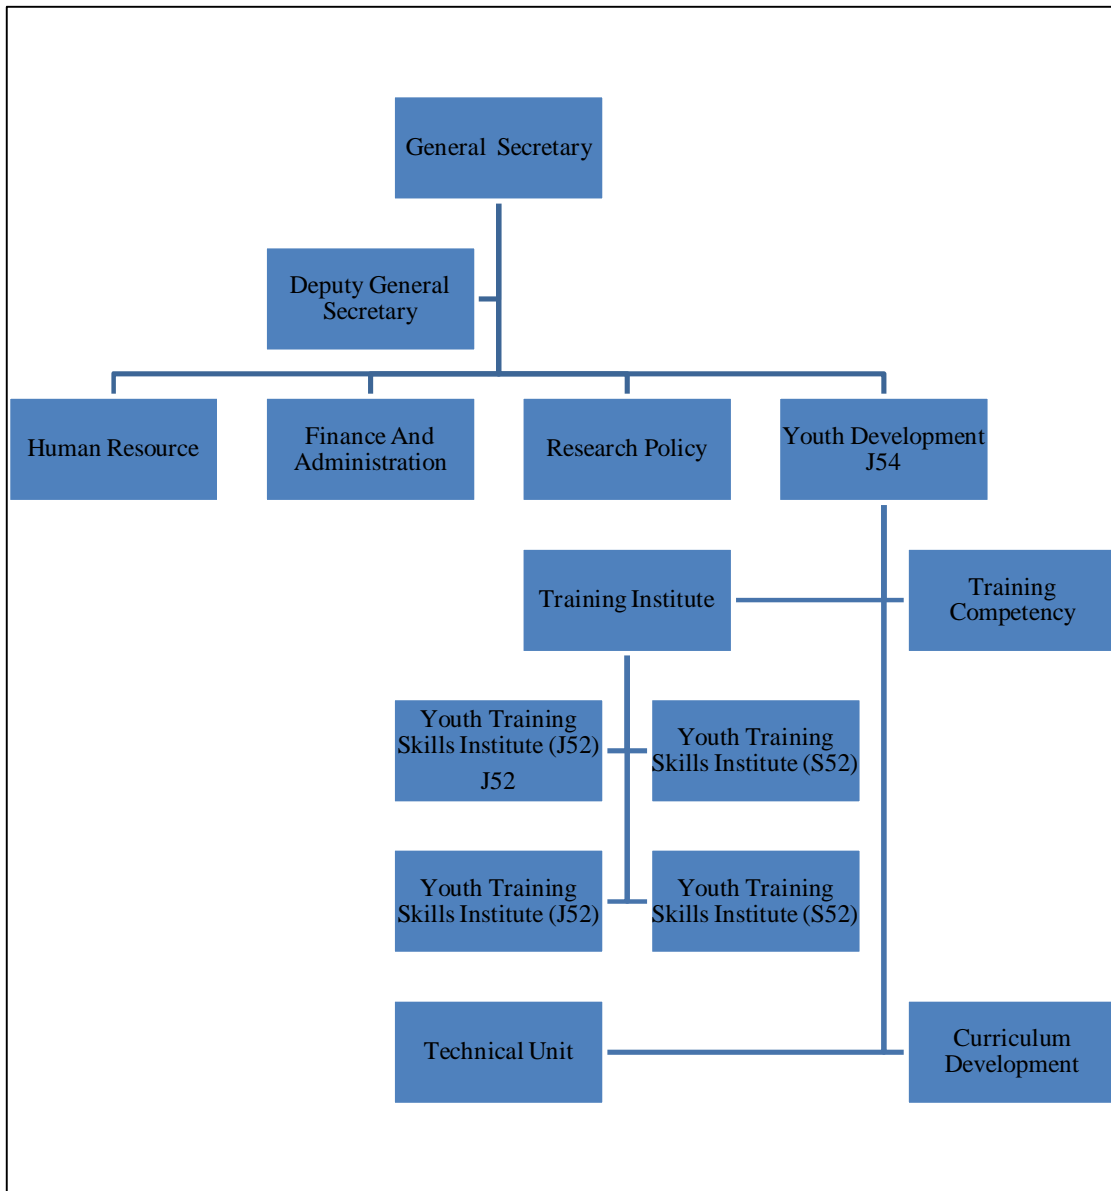 General Secretary
Deputy General
Secretary
Human Resource
Finance And
Administration
Research Policy
Youth Development
J54
Training Institute
Training
Competency
Youth Training
Skills Institute (J52)
J52
Youth Training
Skills Institute (S52)
Youth Training
Skills Institute (J52)
Youth Training
Skills Institute (S52)
Technical Unit
Curriculum
Development